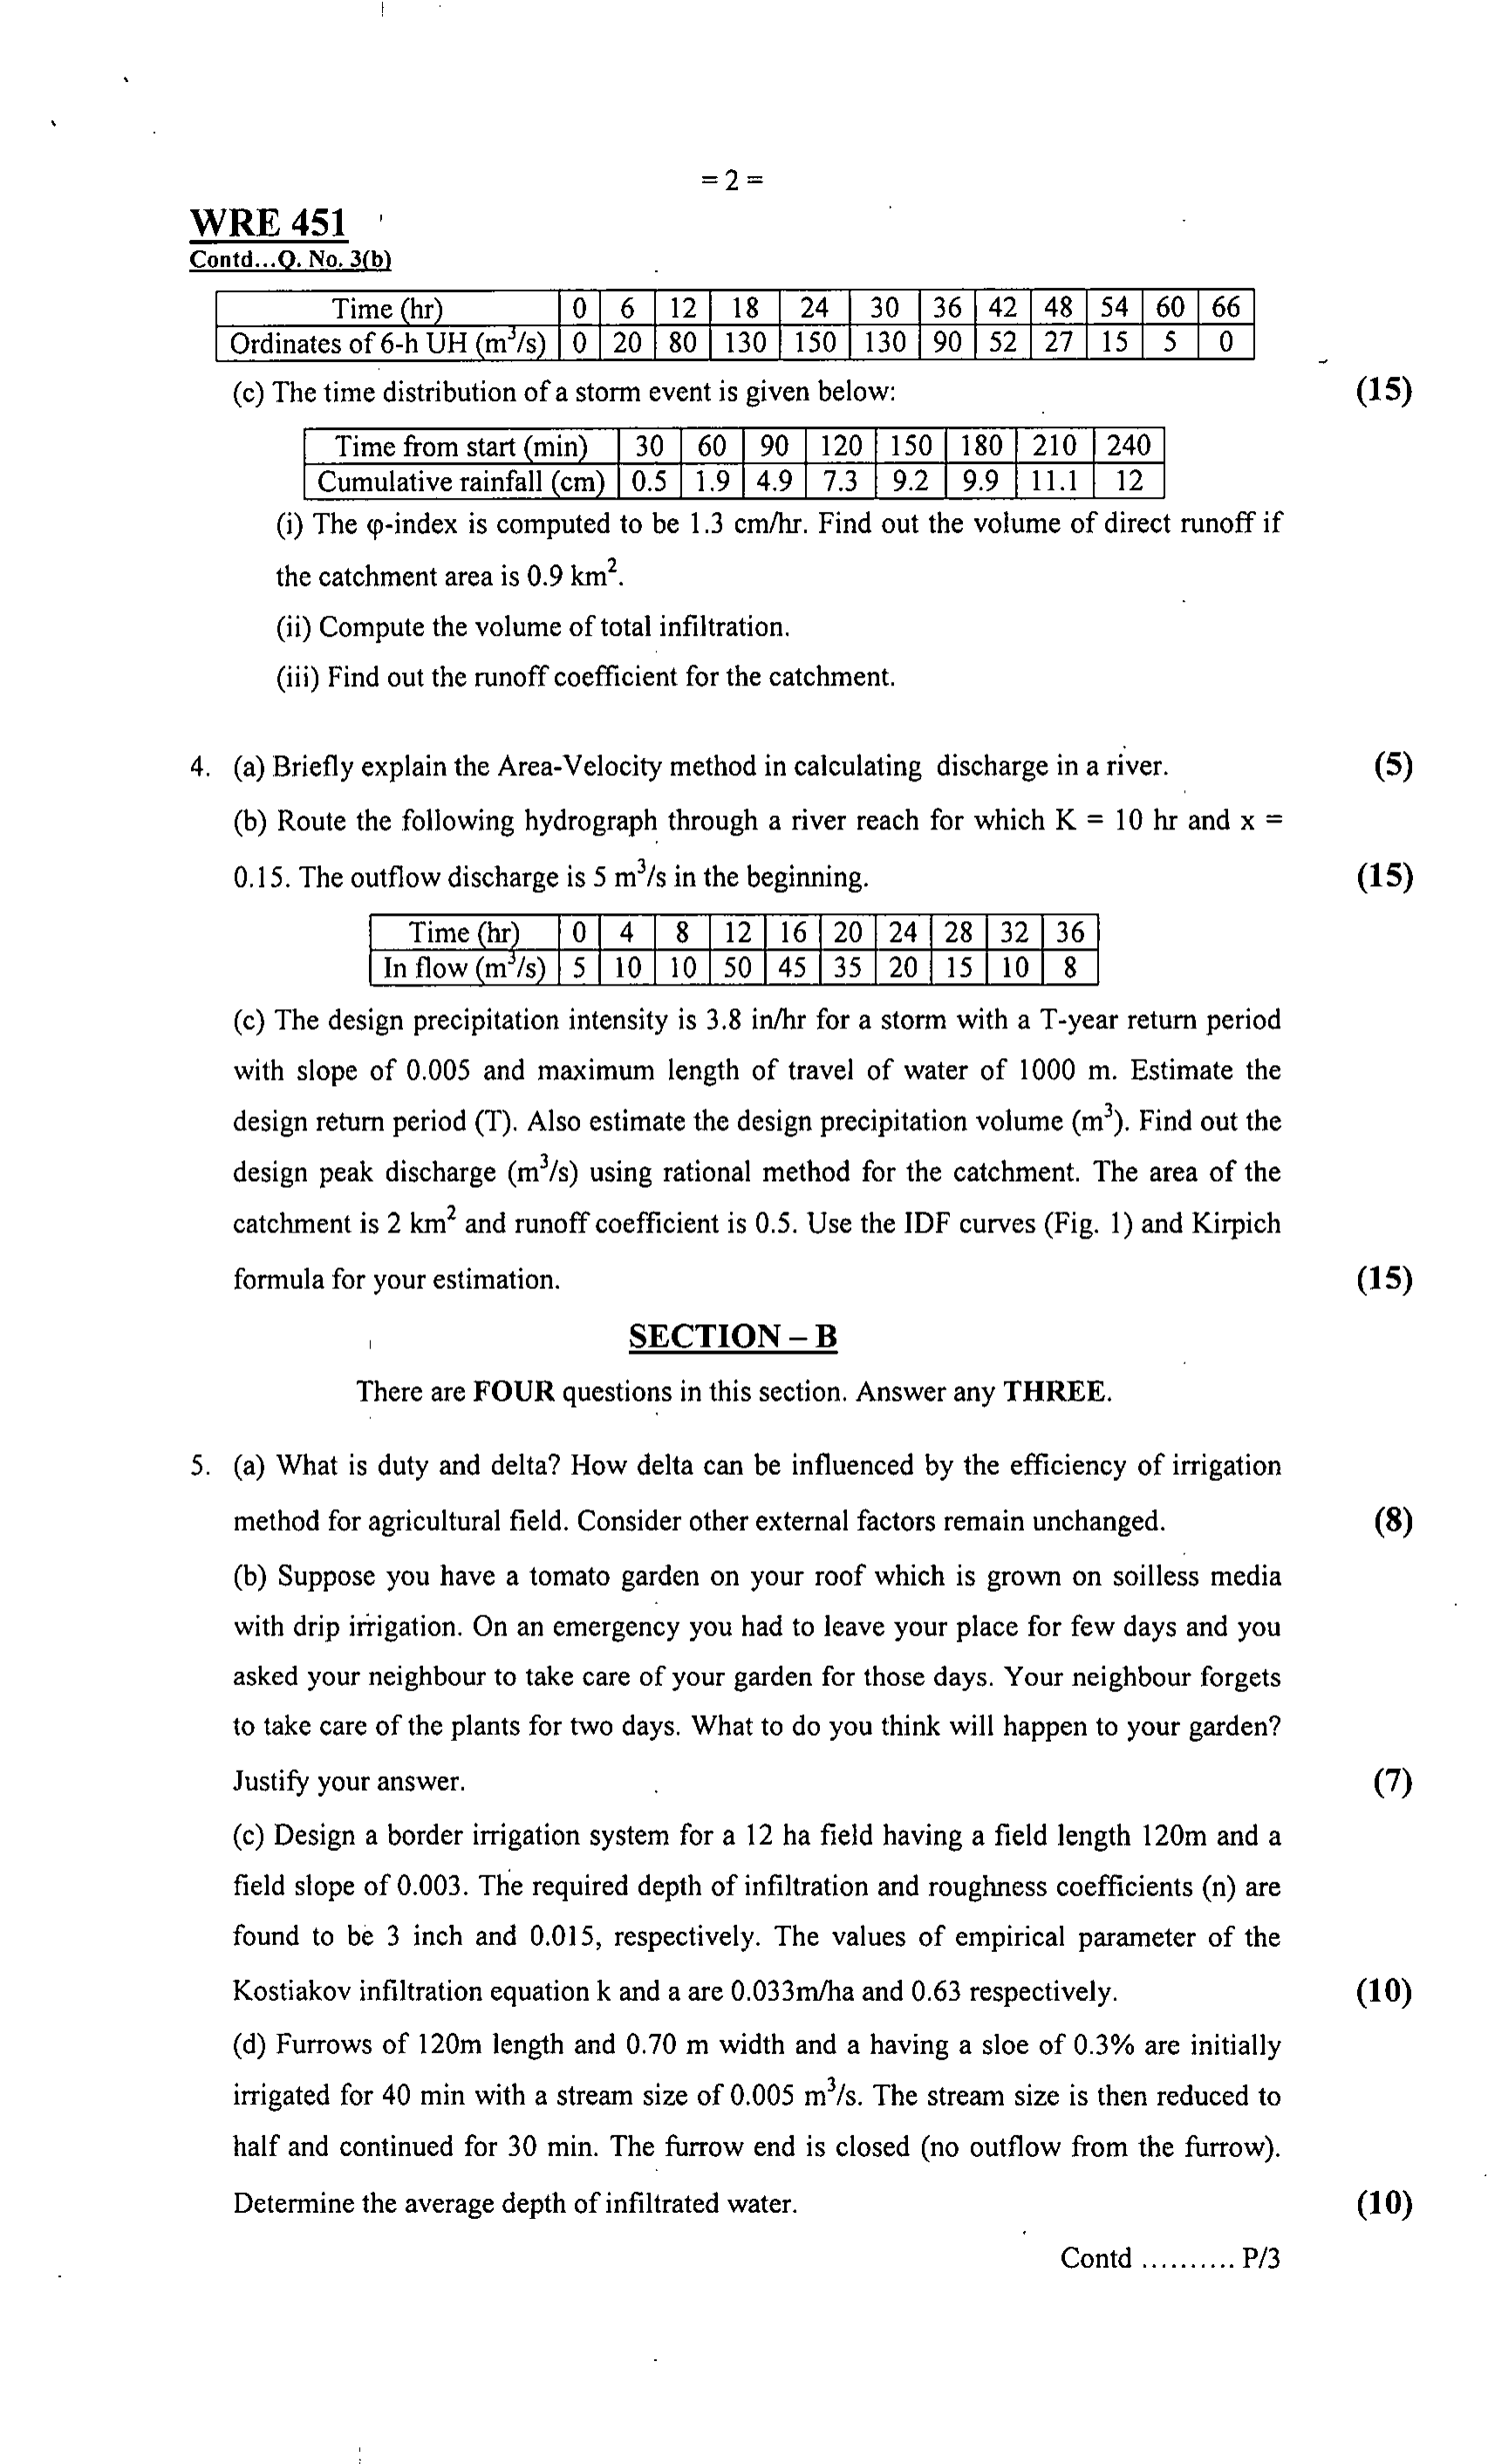 = 2 =
WRE 451
Contd...Q. No. 3(b)
Time (hr) 0 6 12 18 24 30 36 42 48 54 60 66
Ordinates of 6-h UH (m³/s) 0 20 80 130 150 130 90 52 27 15 5 0
(c) The time distribution of a storm event is given below: (15)
Time from start (min) 30 60 90 120 150 180 210 240
Cumulative rainfall (cm) 0.5 1.9 4.9 7.3 9.2 9.9 11.1 12
(i) The φ-index is computed to be 1.3 cm/hr. Find out the volume of direct runoff if
the catchment area is 0.9 km².
(ii) Compute the volume of total infiltration.
(iii) Find out the runoff coefficient for the catchment.
4. (a) Briefly explain the Area-Velocity method in calculating discharge in a river. (5)
(b) Route the following hydrograph through a river reach for which K = 10 hr and x =
0.15. The outflow discharge is 5 m³/s in the beginning. (15)
Time (hr) 0 4 8 12 16 20 24 28 32 36
In flow (m³/s) 5 10 10 50 45 35 20 15 10 8
(c) The design precipitation intensity is 3.8 in/hr for a storm with a T-year return period
with slope of 0.005 and maximum length of travel of water of 1000 m. Estimate the
design return period (T). Also estimate the design precipitation volume (m³). Find out the
design peak discharge (m³/s) using rational method for the catchment. The area of the
catchment is 2 km² and runoff coefficient is 0.5. Use the IDF curves (Fig. 1) and Kirpich
formula for your estimation. (15)
SECTION – B
There are FOUR questions in this section. Answer any THREE.
5. (a) What is duty and delta? How delta can be influenced by the efficiency of irrigation
method for agricultural field. Consider other external factors remain unchanged. (8)
(b) Suppose you have a tomato garden on your roof which is grown on soilless media
with drip irrigation. On an emergency you had to leave your place for few days and you
asked your neighbour to take care of your garden for those days. Your neighbour forgets
to take care of the plants for two days. What to do you think will happen to your garden?
Justify your answer. (7)
(c) Design a border irrigation system for a 12 ha field having a field length 120m and a
field slope of 0.003. The required depth of infiltration and roughness coefficients (n) are
found to be 3 inch and 0.015, respectively. The values of empirical parameter of the
Kostiakov infiltration equation k and a are 0.033m/ha and 0.63 respectively. (10)
(d) Furrows of 120m length and 0.70 m width and a having a sloe of 0.3% are initially
irrigated for 40 min with a stream size of 0.005 m³/s. The stream size is then reduced to
half and continued for 30 min. The furrow end is closed (no outflow from the furrow).
Determine the average depth of infiltrated water. (10)
Contd .......... P/3